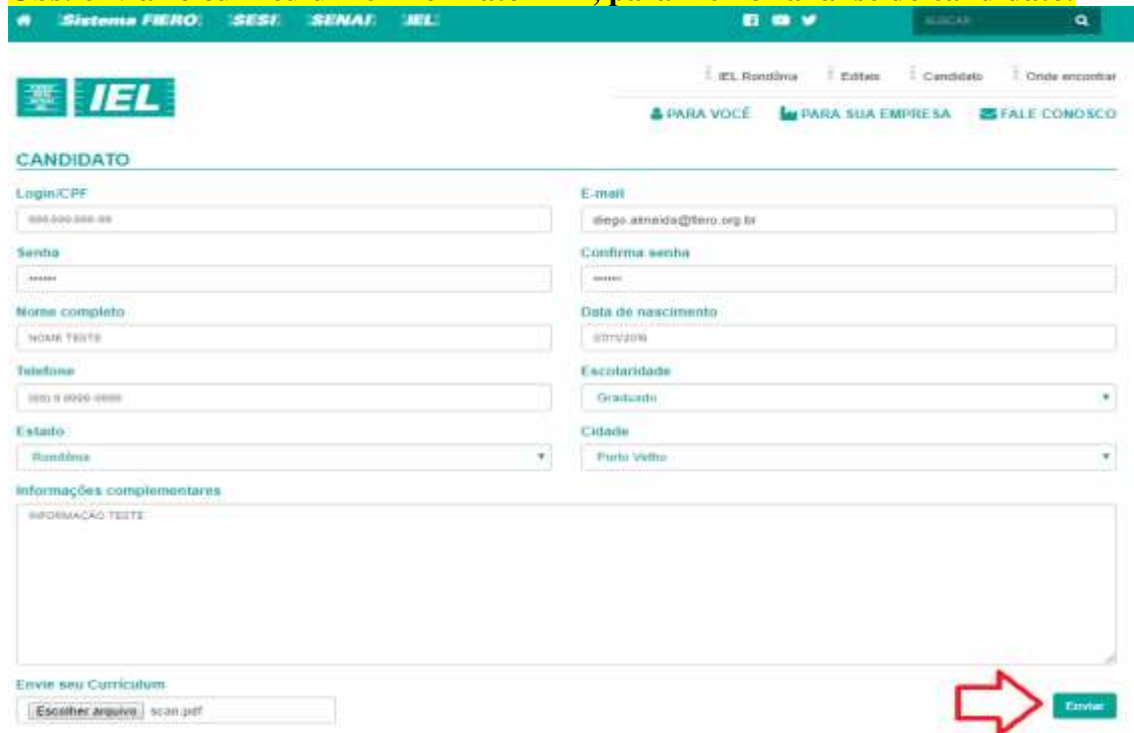 Sistema FIERO SESI SENAI IEL BUSCAR
IEL Rondônia Editais Candidato Onde encontrar
IEL
PARA VOCÊ PARA SUA EMPRESA FALE CONOSCO
CANDIDATO
Login/CPF E-mail
diego.almeida@fiero.org.br
Senha Confirma senha
Nome completo Data de nascimento
NOME TESTE
Telefone Escolaridade
Graduado
Estado Cidade
Rondônia Porto Velho
Informações complementares
INFORMAÇÃO TESTE
Envie seu Curriculum
Escolher arquivo scan.pdf Enviar